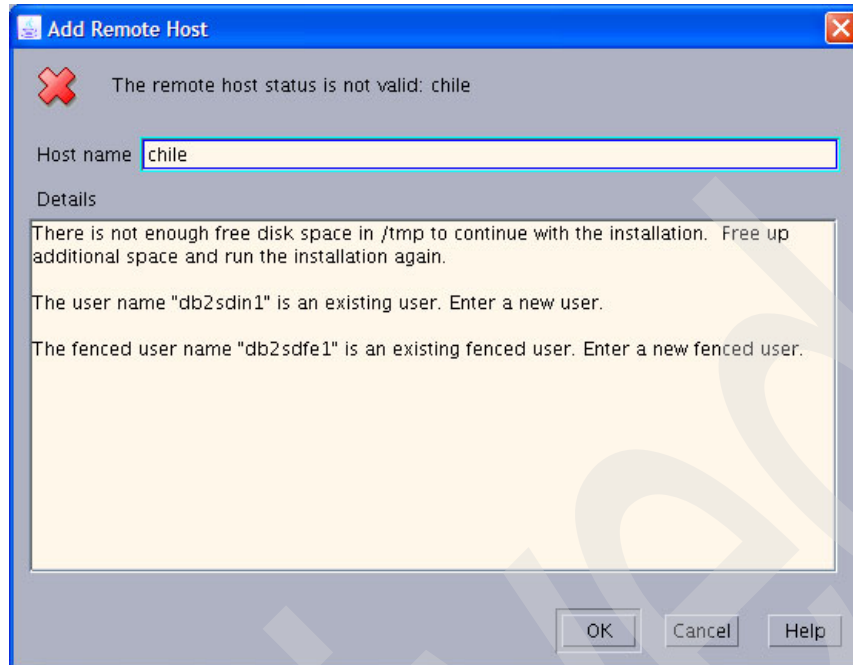 Add Remote Host
The remote host status is not valid: chile
Host name chile
Details
There is not enough free disk space in /tmp to continue with the installation.  Free up
additional space and run the installation again.
The user name "db2sdin1" is an existing user. Enter a new user.
The fenced user name "db2sdfe1" is an existing fenced user. Enter a new fenced user.
OK Cancel Help